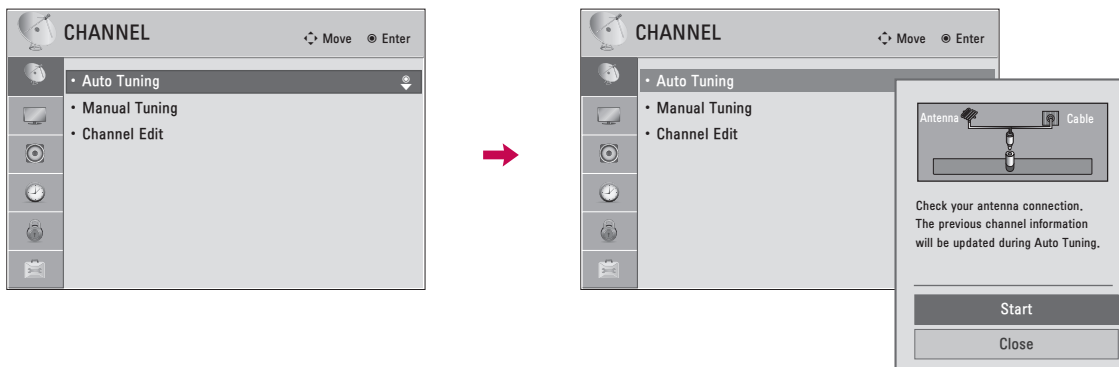 CHANNEL
Move Enter
• Auto Tuning
• Manual Tuning
• Channel Edit
CHANNEL
Move Enter
• Auto Tuning
• Manual Tuning
• Channel Edit
Antenna Cable
Check your antenna connection.
The previous channel information
will be updated during Auto Tuning.
Start
Close